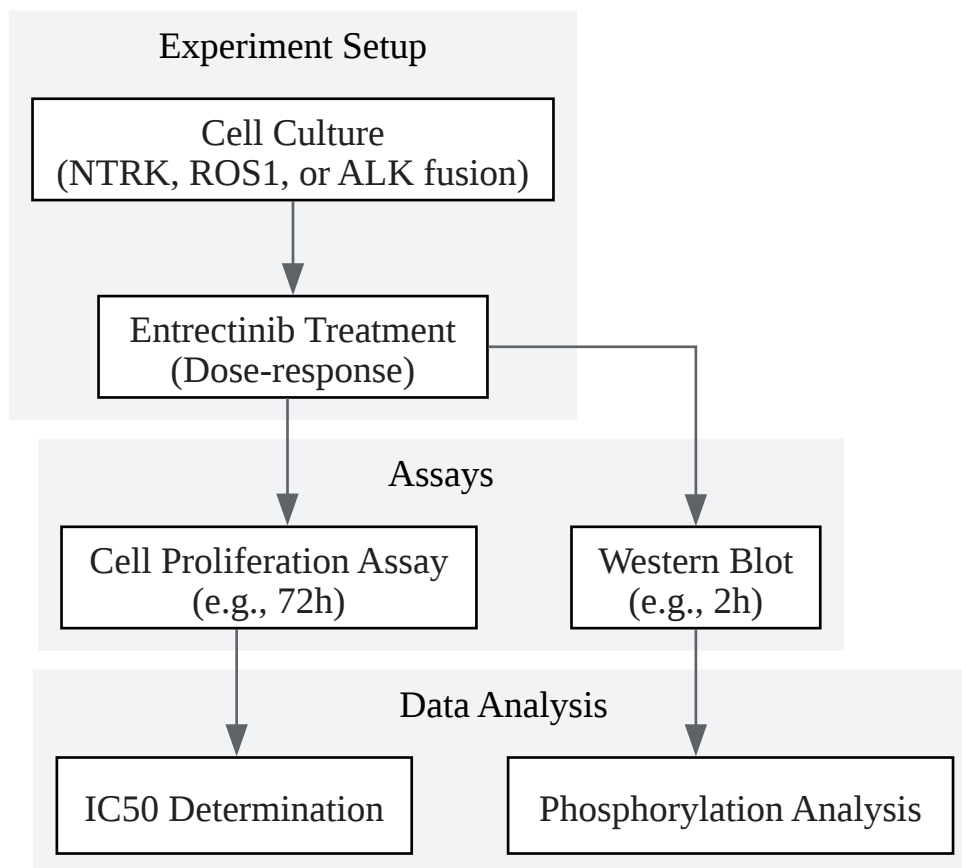 Experiment Setup
Cell Culture
(NTRK, ROS1, or ALK fusion)
Entrectinib Treatment
(Dose-response)
Assays
Cell Proliferation Assay
(e.g., 72h)
Western Blot
(e.g., 2h)
Data Analysis
IC50 Determination
Phosphorylation Analysis